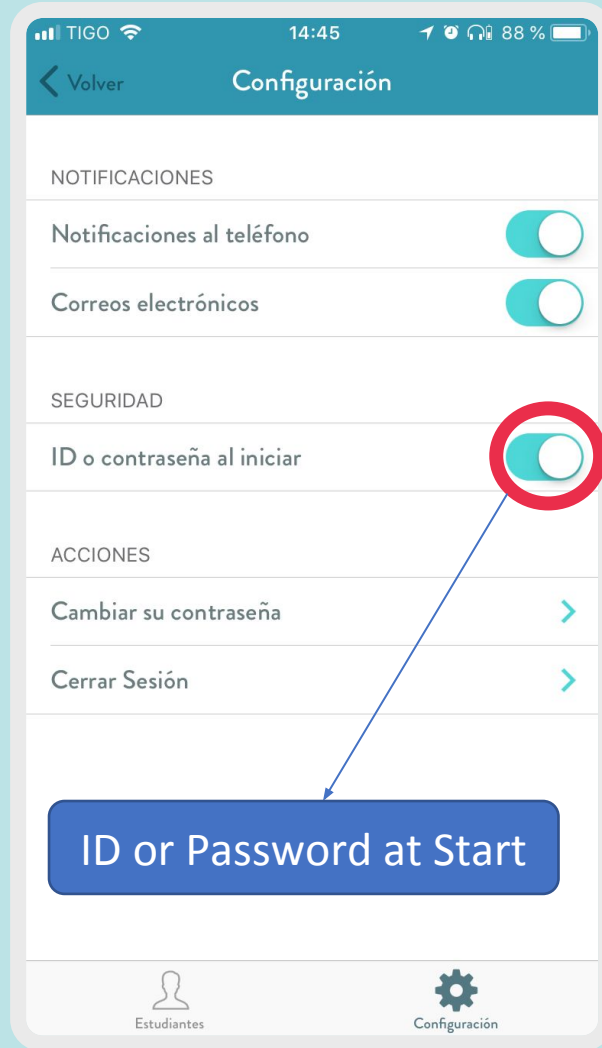 TIGO 14:45 88 %
Volver Configuración
NOTIFICACIONES
Notificaciones al teléfono
Correos electrónicos
SEGURIDAD
ID o contraseña al iniciar
ACCIONES
Cambiar su contraseña
Cerrar Sesión
ID or Password at Start
Estudiantes Configuración